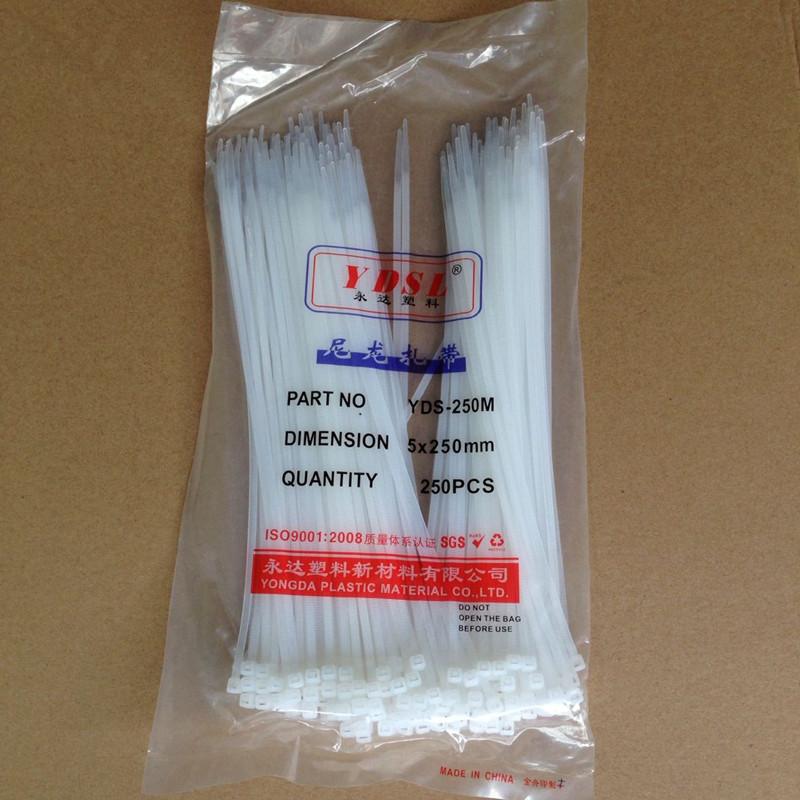 YDSL®
永达塑料
尼龙扎带
PART NO YDS-250M
DIMENSION 5x250mm
QUANTITY 250PCS
ISO9001:2008质量体系认证 SGS RoHS
永达塑料新材料有限公司
YONGDA PLASTIC MATERIAL CO.,LTD.
DO NOT
OPEN THE BAG
BEFORE USE
MADE IN CHINA